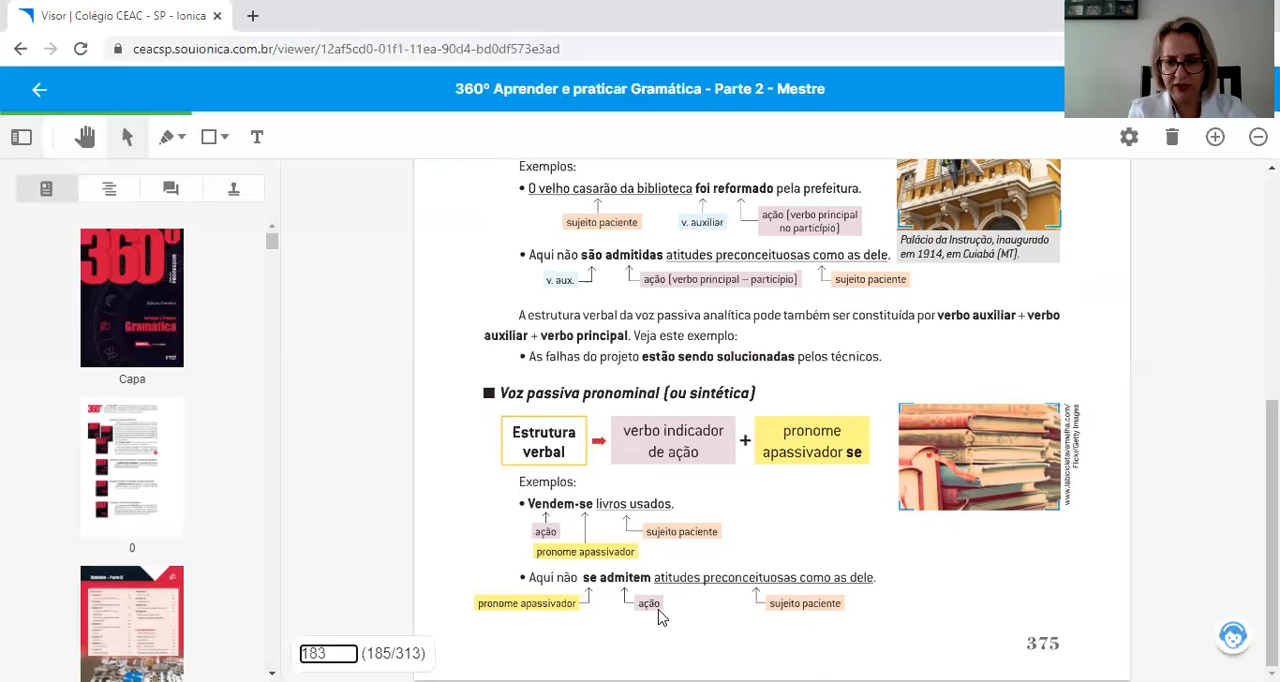 Visor | Colégio CEAC - SP - Ionica
ceacsp.souionica.com.br/viewer/12af5cd0-01f1-11ea-90d4-bd0df573e3ad
360º Aprender e praticar Gramática - Parte 2 - Mestre
T
360º
Gramática
Capa
360º
0
Exemplos:
• O velho casarão da biblioteca foi reformado pela prefeitura.
sujeito paciente
v. auxiliar
ação (verbo principal
no particípio)
Palácio da Instrução, inaugurado
em 1914, em Cuiabá (MT).
• Aqui não são admitidas atitudes preconceituosas como as dele.
v. aux.
ação (verbo principal – particípio)
sujeito paciente
A estrutura verbal da voz passiva analítica pode também ser constituída por verbo auxiliar + verbo
auxiliar + verbo principal. Veja este exemplo:
• As falhas do projeto estão sendo solucionadas pelos técnicos.
■ Voz passiva pronominal (ou sintética)
Estrutura
verbal
verbo indicador
de ação
+
pronome
apassivador se
Exemplos:
• Vendem-se livros usados.
ação
sujeito paciente
pronome apassivador
se admitem atitudes preconceituosas como as dele.
pronome apassivador
ação
sujeito paciente
375
183 (185/313)